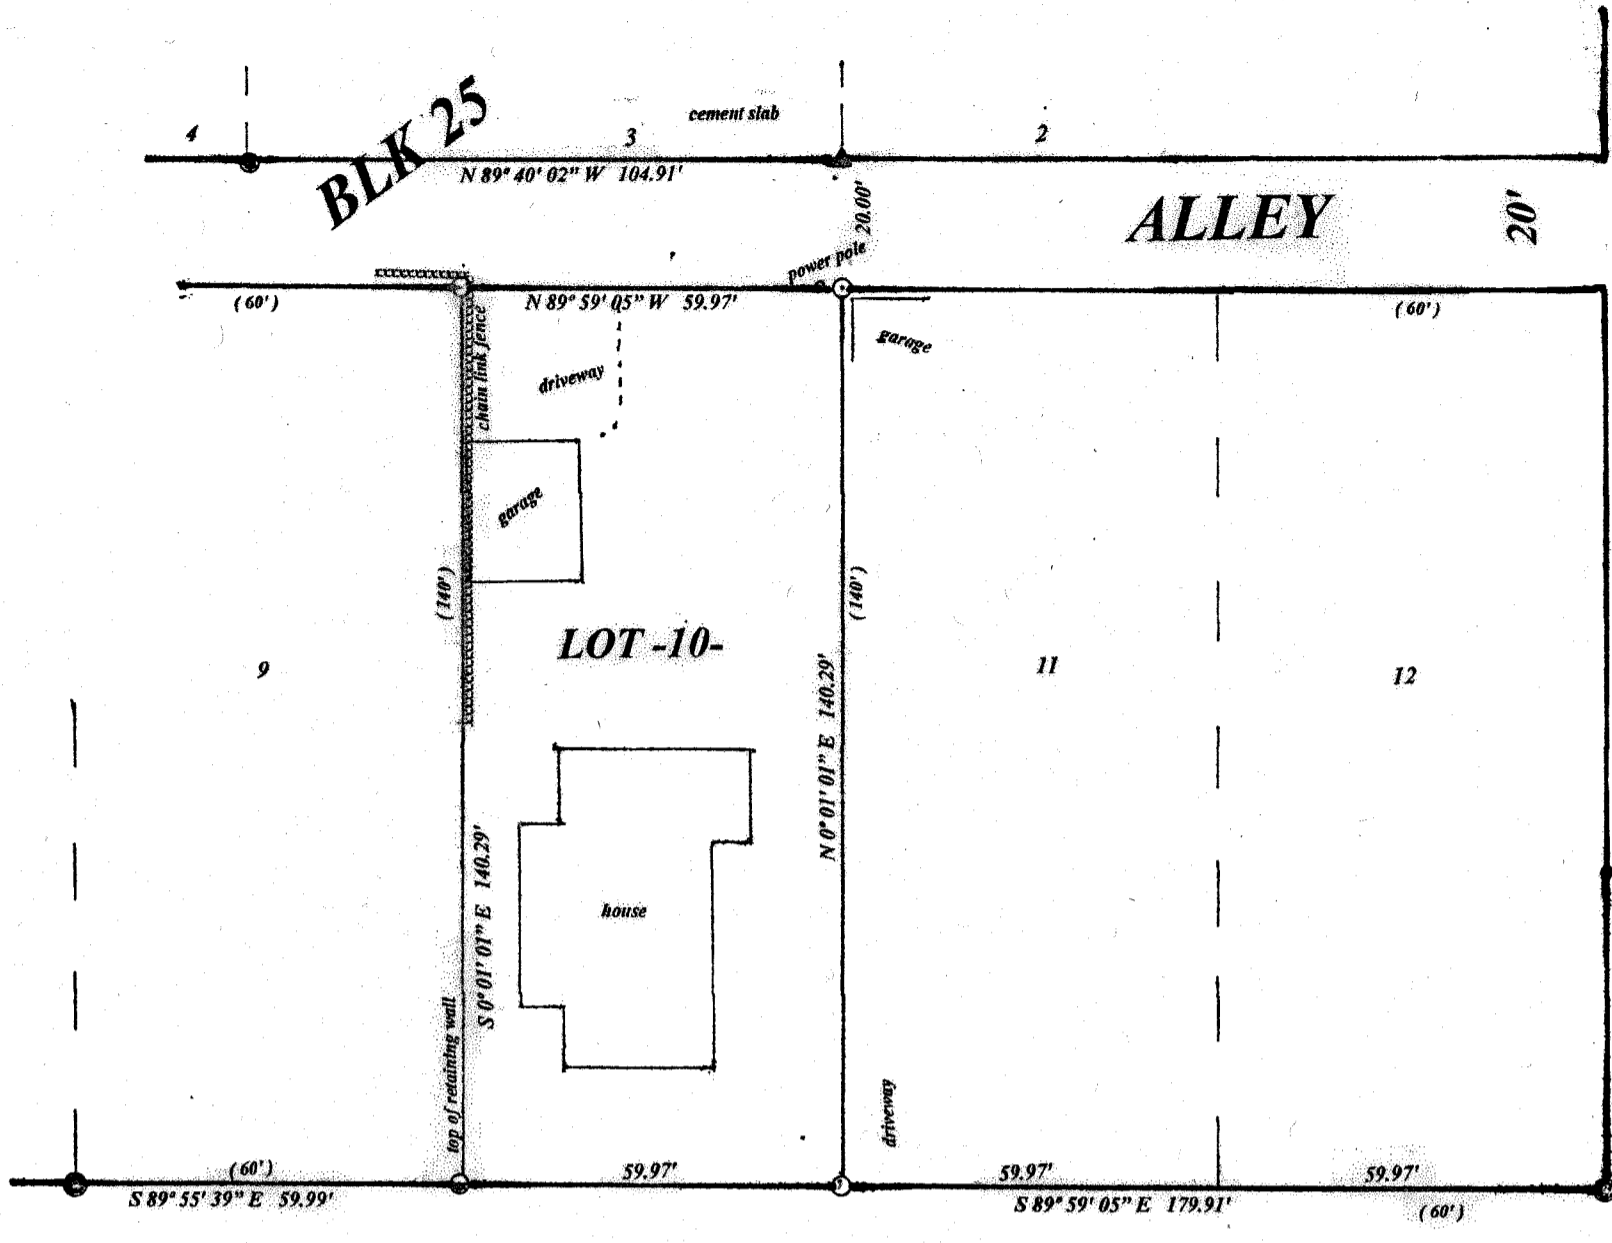 4
BLK 25
3
cement slab
2
N 89° 40' 02" W 104.91'
20.00'
ALLEY
20'
power pole
(60')
N 89° 59' 05" W 59.97'
(60')
chain link fence
driveway
garage
garage
(140')
(140')
LOT -10-
9
11
12
N 0° 01' 01" E 140.29'
S 0° 01' 01" E 140.29'
house
top of retaining wall
driveway
(60')
59.97'
59.97'
59.97'
S 89° 55' 39" E 59.99'
S 89° 59' 05" E 179.91'
(60')